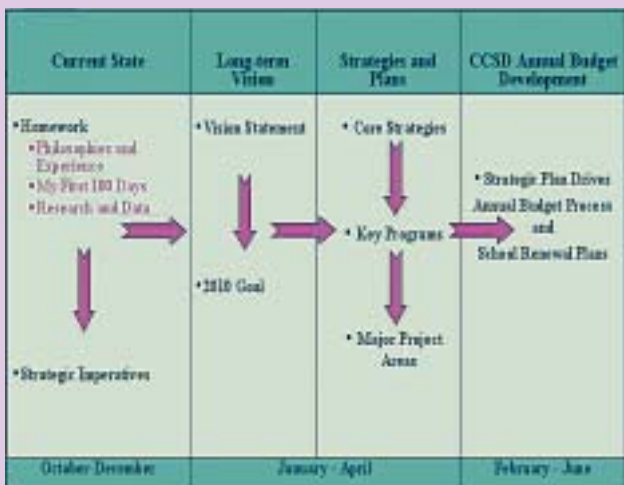 Current State
Long-term
Vision
Strategies and
Plans
CCSD Annual Budget
Development
• Homework
• Philosophies and
Experience
• My First 100 Days
• Research and Data
• Strategic Imperatives
• Vision Statement
• 2010 Goal
• Core Strategies
• Key Programs
• Major Project
Areas
• Strategic Plan Drives
Annual Budget Process
and
School Renewal Plans
October-December
January - April
February - June